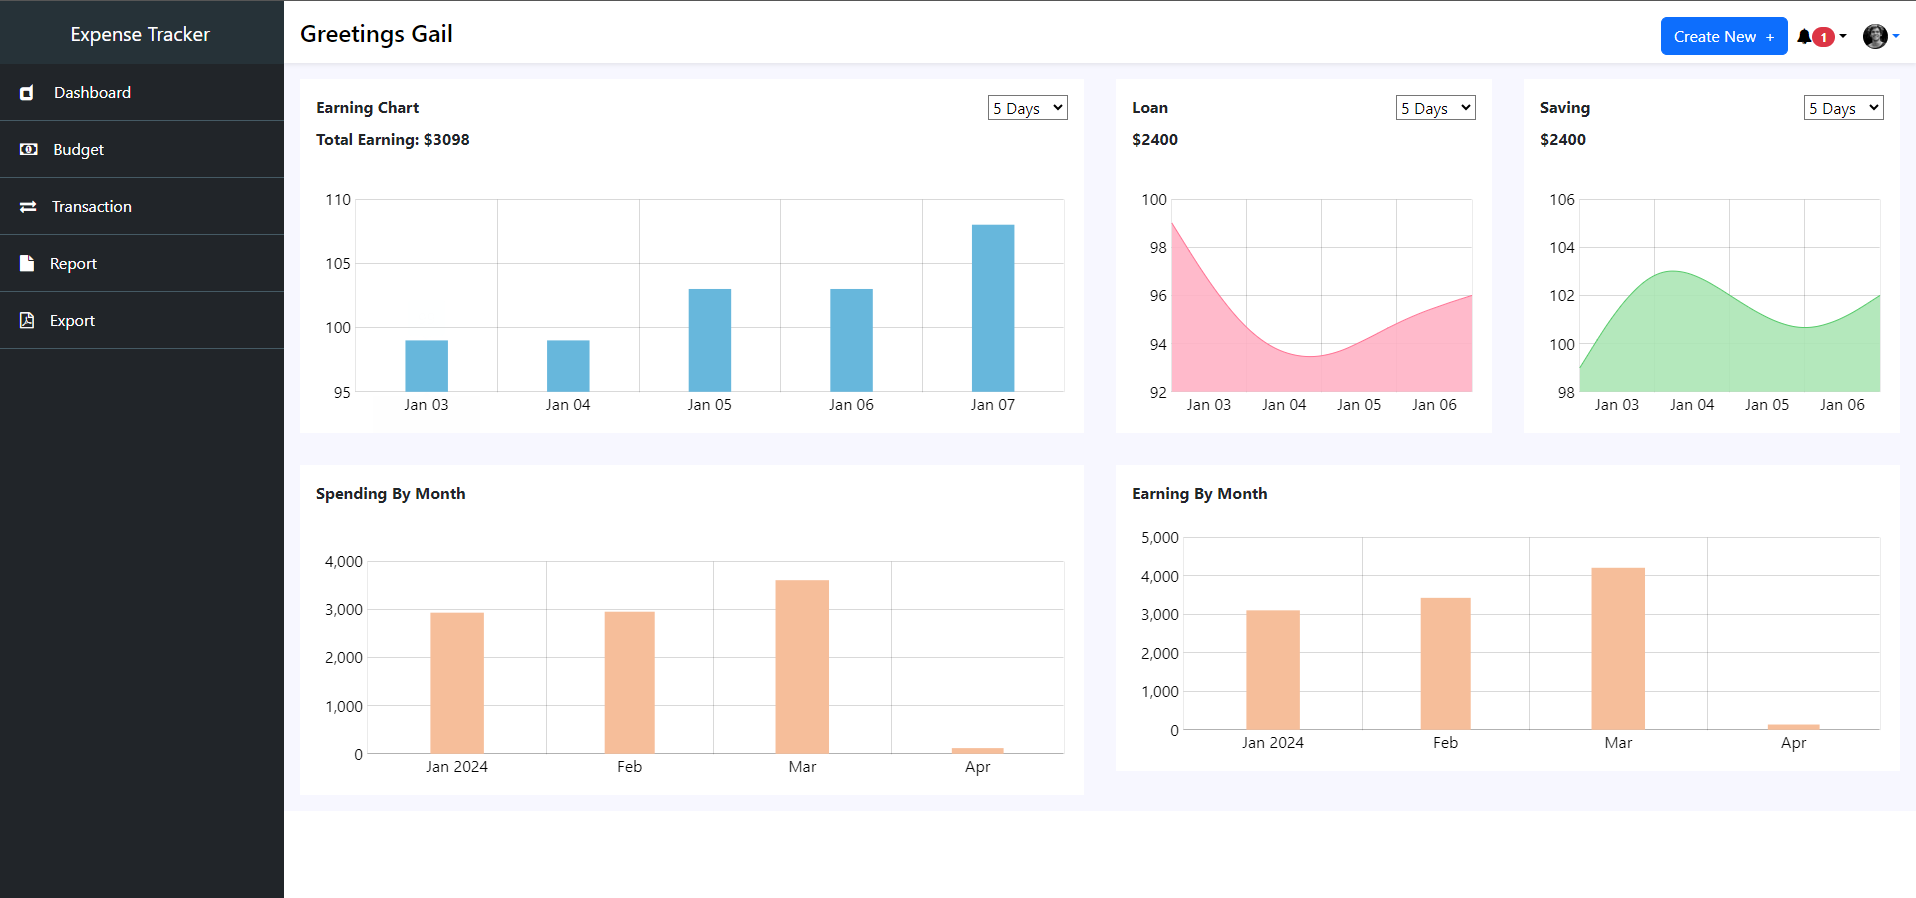 Expense Tracker
Dashboard
Budget
Transaction
Report
Export
Greetings Gail
Create New +
1
Earning Chart
5 Days
Total Earning: $3098
110
105
100
95
Jan 03 Jan 04 Jan 05 Jan 06 Jan 07
Loan
5 Days
$2400
100
98
96
94
92
Jan 03 Jan 04 Jan 05 Jan 06
Saving
5 Days
$2400
106
104
102
100
98
Jan 03 Jan 04 Jan 05 Jan 06
Spending By Month
4,000
3,000
2,000
1,000
0
Jan 2024 Feb Mar Apr
Earning By Month
5,000
4,000
3,000
2,000
1,000
0
Jan 2024 Feb Mar Apr